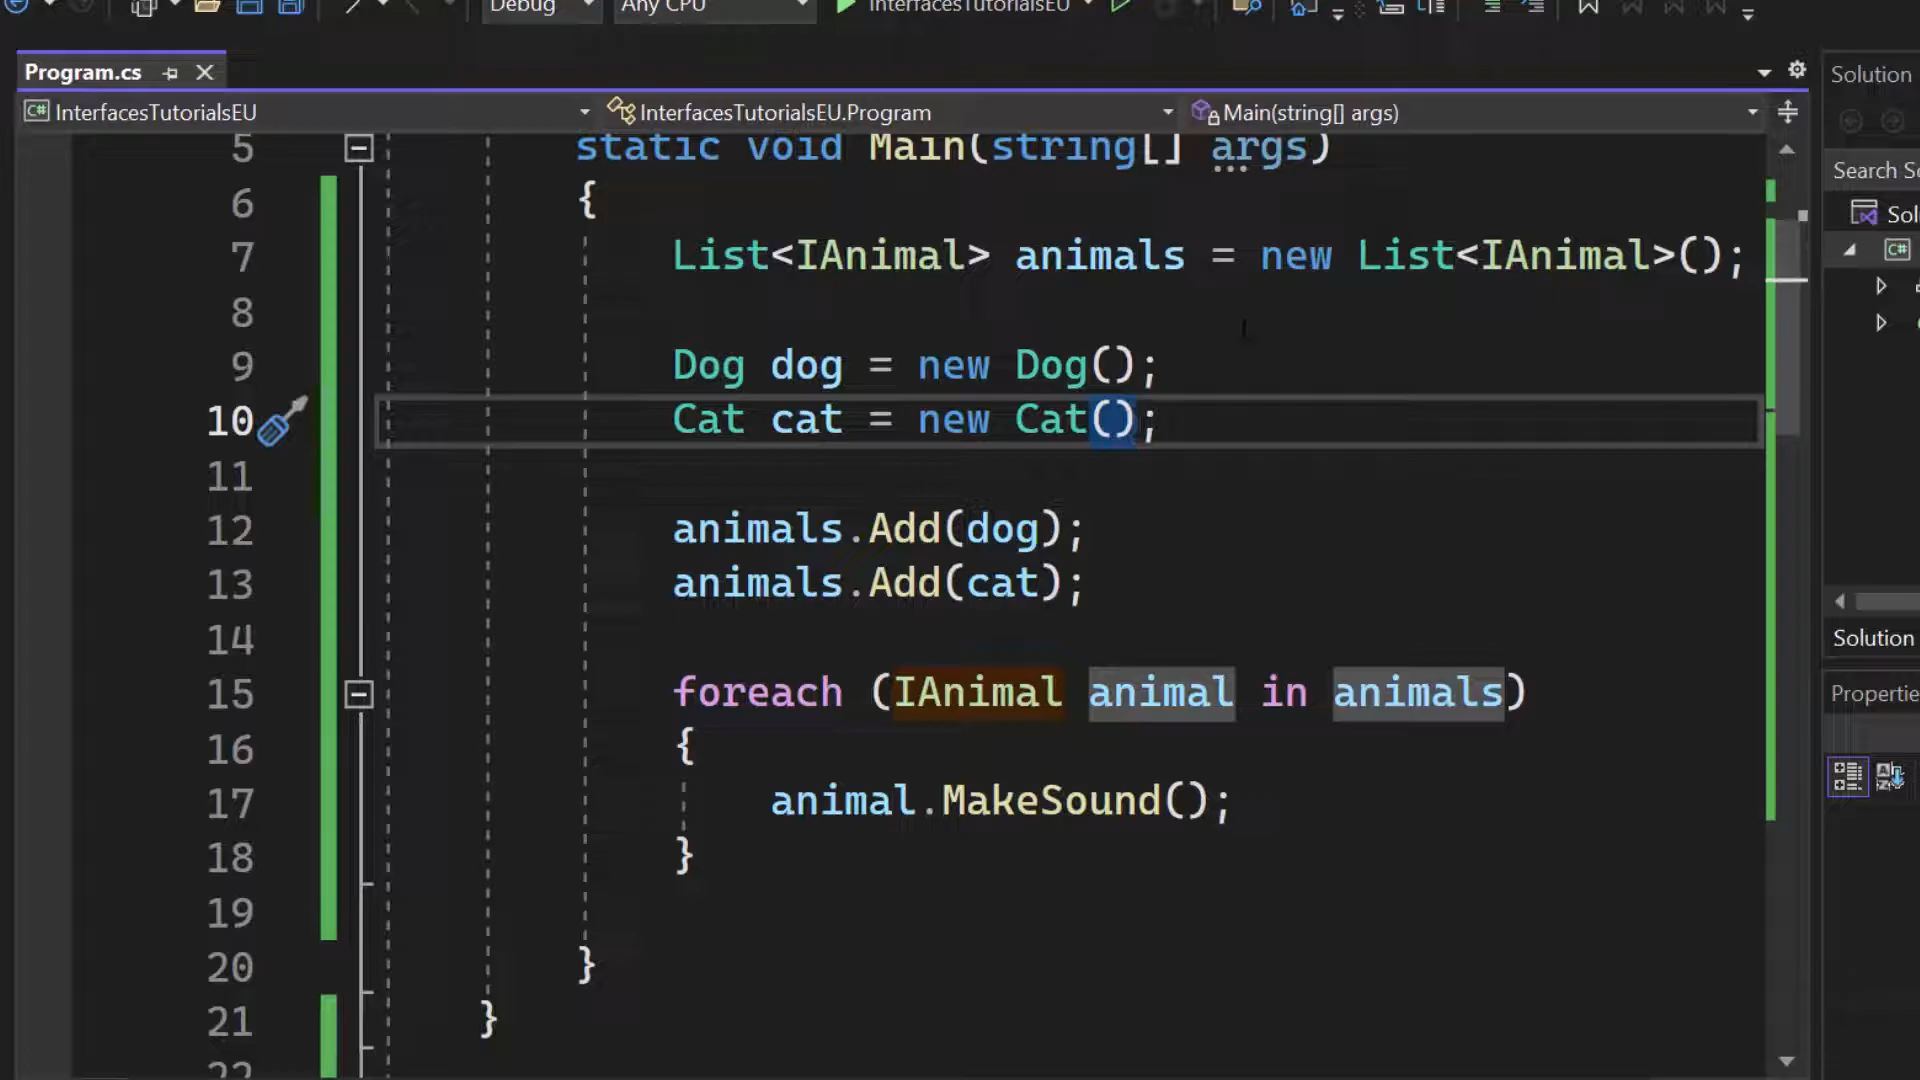 Debug Any CPU InterfacesTutorialsEU
Program.cs
Solution
C# InterfacesTutorialsEU InterfacesTutorialsEU.Program Main(string[] args)
5 static void Main(string[] args)
6 {
7 List<IAnimal> animals = new List<IAnimal>();
8
9 Dog dog = new Dog();
10 Cat cat = new Cat();
11
12 animals.Add(dog);
13 animals.Add(cat);
14
15 foreach (IAnimal animal in animals)
16 {
17 animal.MakeSound();
18 }
19
20 }
21 }
22
Search So
Sol
C#
Solution
Propertie